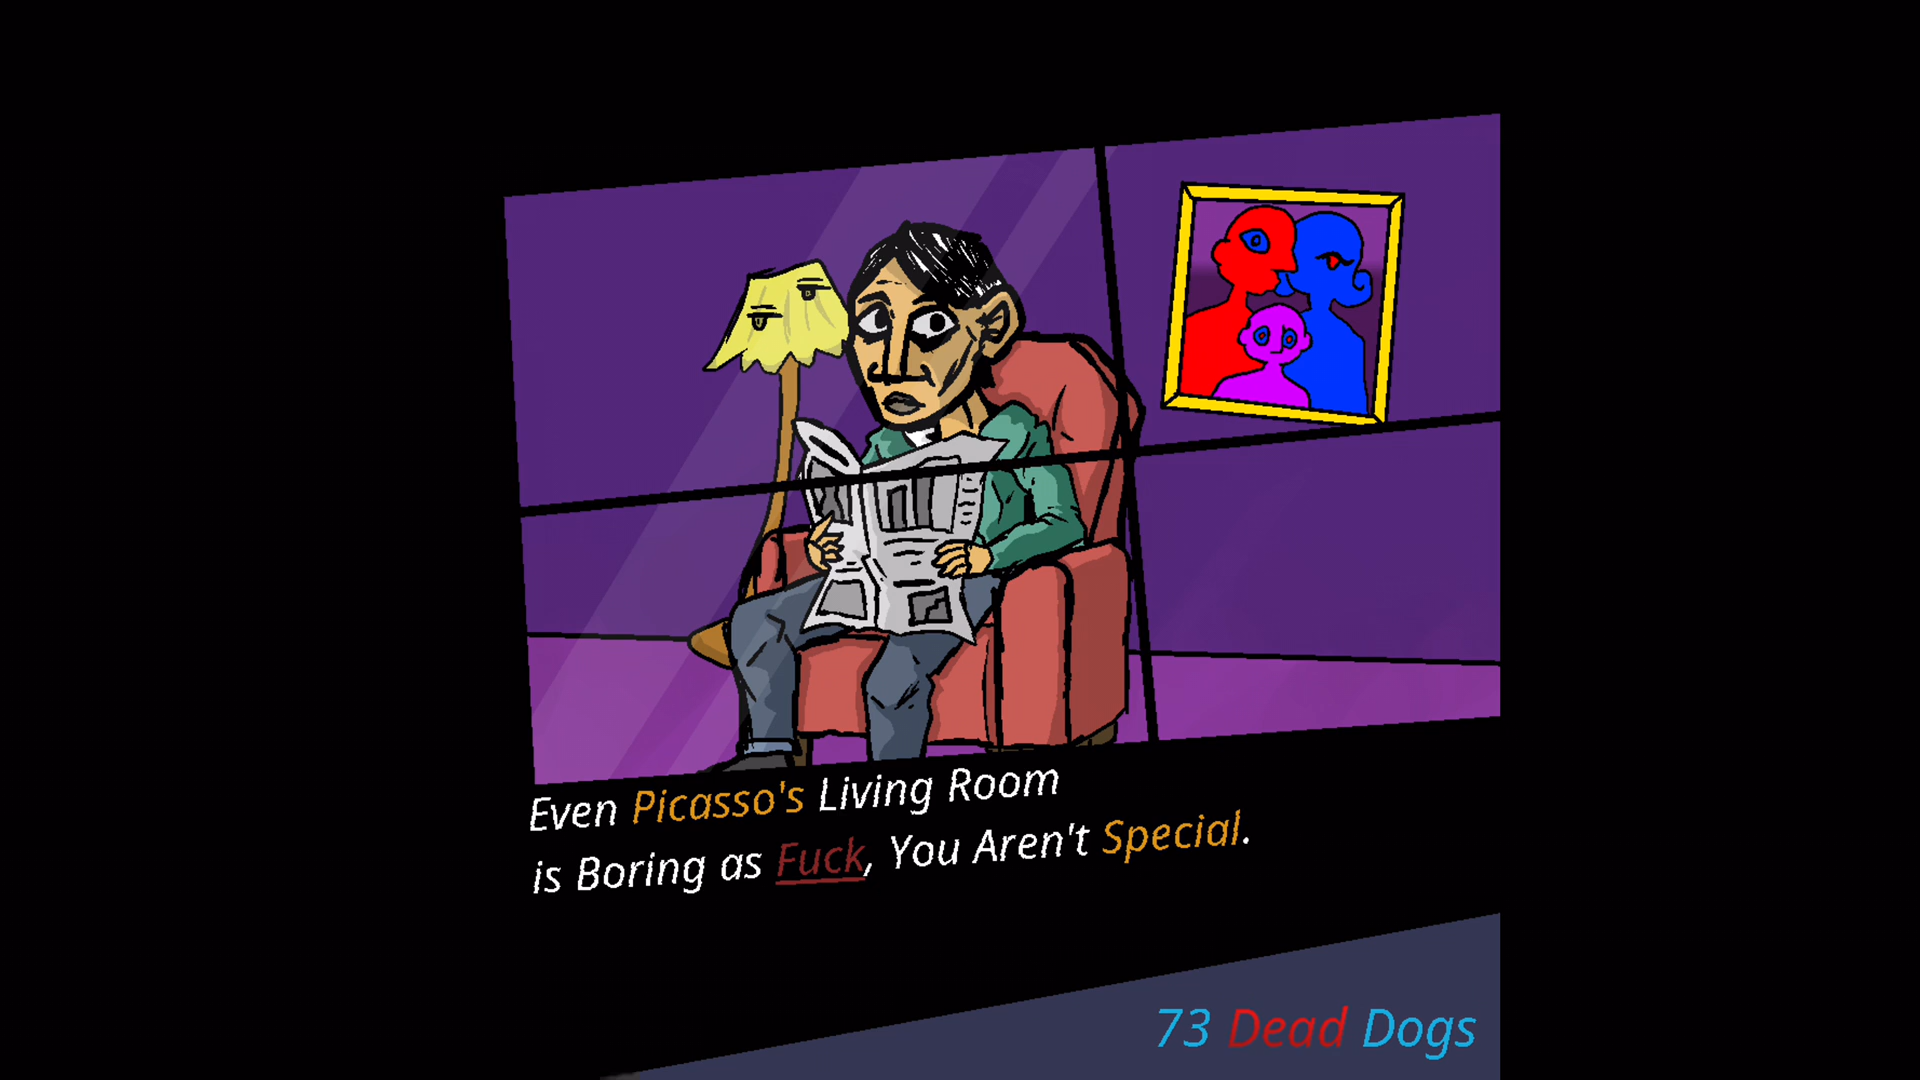 Even Picasso's Living Room
is Boring as Fuck, You Aren't Special.
73 Dead Dogs